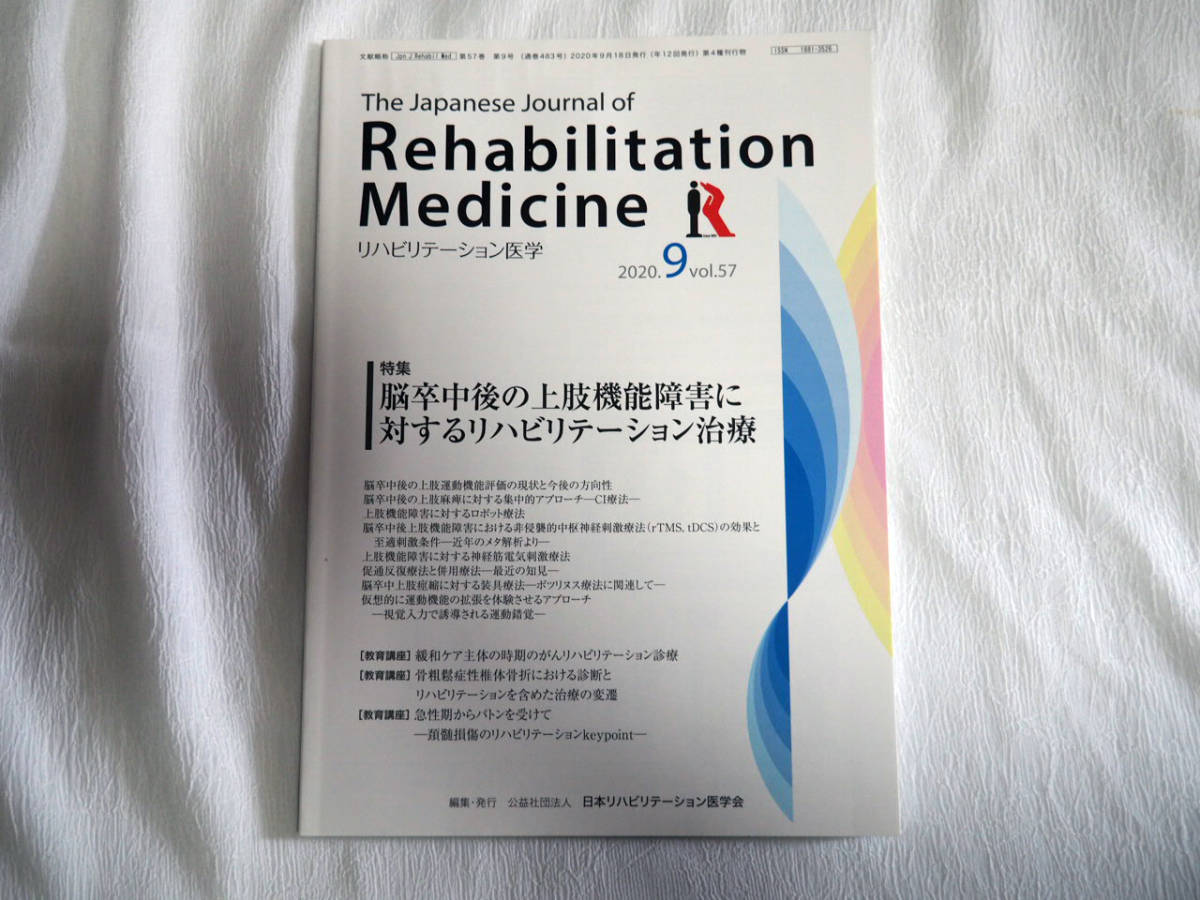 文献略称 Jpn J Rehabil Med 第57巻 第9号 (通巻483号) 2020年9月18日発行 (年12回発行) 第4種刊行物
ISSN 1881-3526
The Japanese Journal of
Rehabilitation
Medicine
リハビリテーション医学
2020. 9 vol.57
特集
脳卒中後の上肢機能障害に
対するリハビリテーション治療
脳卒中後の上肢運動機能評価の現状と今後の方向性
脳卒中後の上肢麻痺に対する集中的アプローチ―CI療法―
上肢機能障害に対するロボット療法
脳卒中後上肢機能障害における非侵襲的中枢神経刺激療法(rTMS, tDCS)の効果と
至適刺激条件―近年のメタ解析より―
上肢機能障害に対する神経筋電気刺激療法
促通反復療法と併用療法―最近の知見―
脳卒中上肢痙縮に対する装具療法―ボツリヌス療法に関連して―
仮想的に運動機能の拡張を体験させるアプローチ
―視覚入力で誘導される運動錯覚―
[教育講座] 緩和ケア主体の時期のがんリハビリテーション診療
[教育講座] 骨粗鬆症性椎体骨折における診断と
リハビリテーションを含めた治療の変遷
[教育講座] 急性期からバトンを受けて
―頚髄損傷のリハビリテーションkeypoint―
編集・発行 公益社団法人 日本リハビリテーション医学会